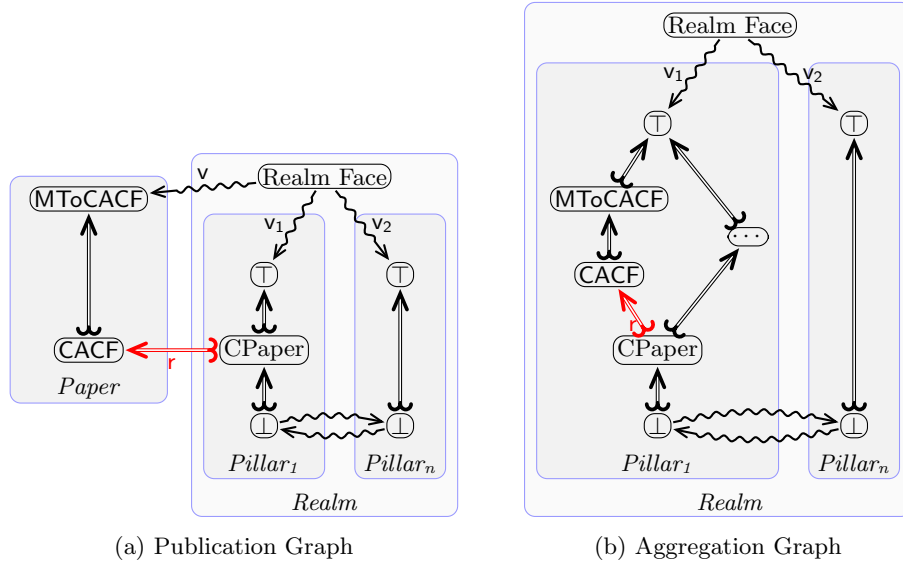 Realm Face
MToCACF
v
v1
v2
⊤
⊤
CACF
r
CPaper
Paper
⊥
⊥
Pillar1
Pillarn
Realm
(a) Publication Graph
Realm Face
v1
v2
⊤
⊤
MToCACF
···
CACF
r
CPaper
⊥
⊥
Pillar1
Pillarn
Realm
(b) Aggregation Graph